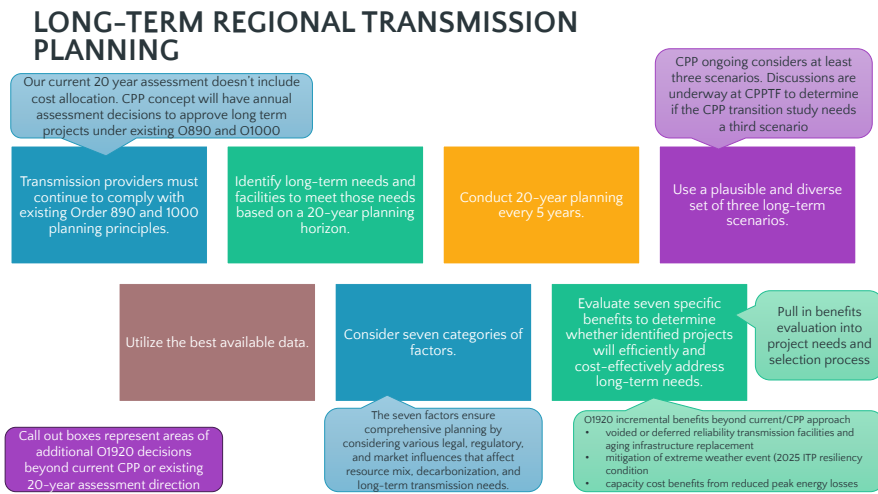 LONG-TERM REGIONAL TRANSMISSION
PLANNING
Our current 20 year assessment doesn't include
cost allocation. CPP concept will have annual
assessment decisions to approve long term
projects under existing O890 and O1000
CPP ongoing considers at least
three scenarios. Discussions are
underway at CPPTF to determine
if the CPP transition study needs
a third scenario
Transmission providers must
continue to comply with
existing Order 890 and 1000
planning principles.
Identify long-term needs and
facilities to meet those needs
based on a 20-year planning
horizon.
Conduct 20-year planning
every 5 years.
Use a plausible and diverse
set of three long-term
scenarios.
Utilize the best available data.
Consider seven categories of
factors.
Evaluate seven specific
benefits to determine
whether identified projects
will efficiently and
cost-effectively address
long-term needs.
Pull in benefits
evaluation into
project needs and
selection process
Call out boxes represent areas of
additional O1920 decisions
beyond current CPP or existing
20-year assessment direction
The seven factors ensure
comprehensive planning by
considering various legal, regulatory,
and market influences that affect
resource mix, decarbonization, and
long-term transmission needs.
O1920 incremental benefits beyond current/CPP approach
• voided or deferred reliability transmission facilities and
aging infrastructure replacement
• mitigation of extreme weather event (2025 ITP resiliency
condition
• capacity cost benefits from reduced peak energy losses